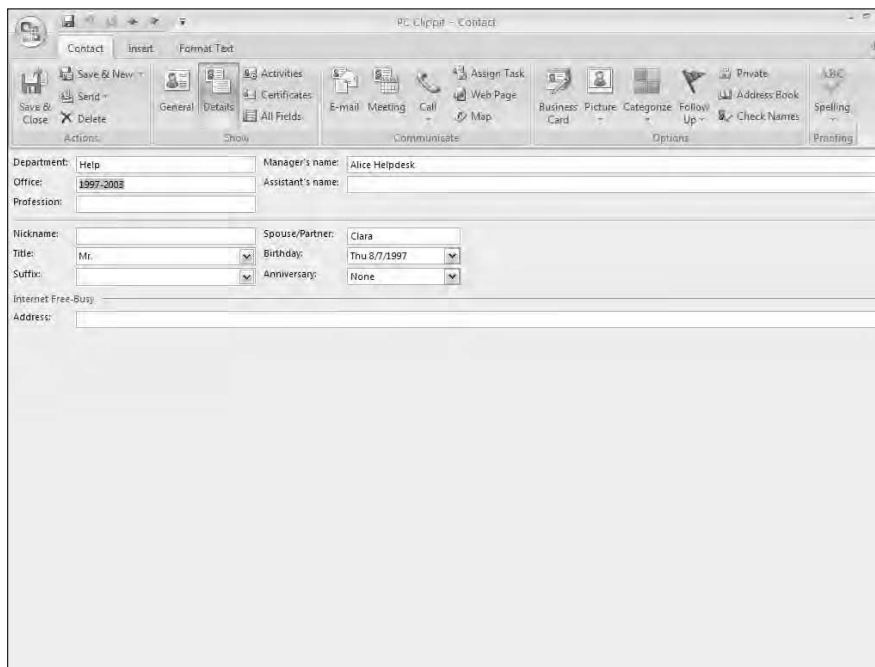 PC Clippit - Contact
Contact Insert Format Text
Save & Close
Save & New
Send
Delete
Actions
General
Details
Activities
Certificates
All Fields
Show
E-mail
Meeting
Call
Assign Task
Web Page
Map
Communicate
Business Card
Picture
Categorize
Follow Up
Private
Address Book
Check Names
Options
ABC
Spelling
Proofing
Department: Help Manager's name: Alice Helpdesk
Office: 1997-2003 Assistant's name:
Profession:
Nickname: Spouse/Partner: Clara
Title: Mr. Birthday: Thu 8/7/1997
Suffix: Anniversary: None
Internet Free-Busy
Address: